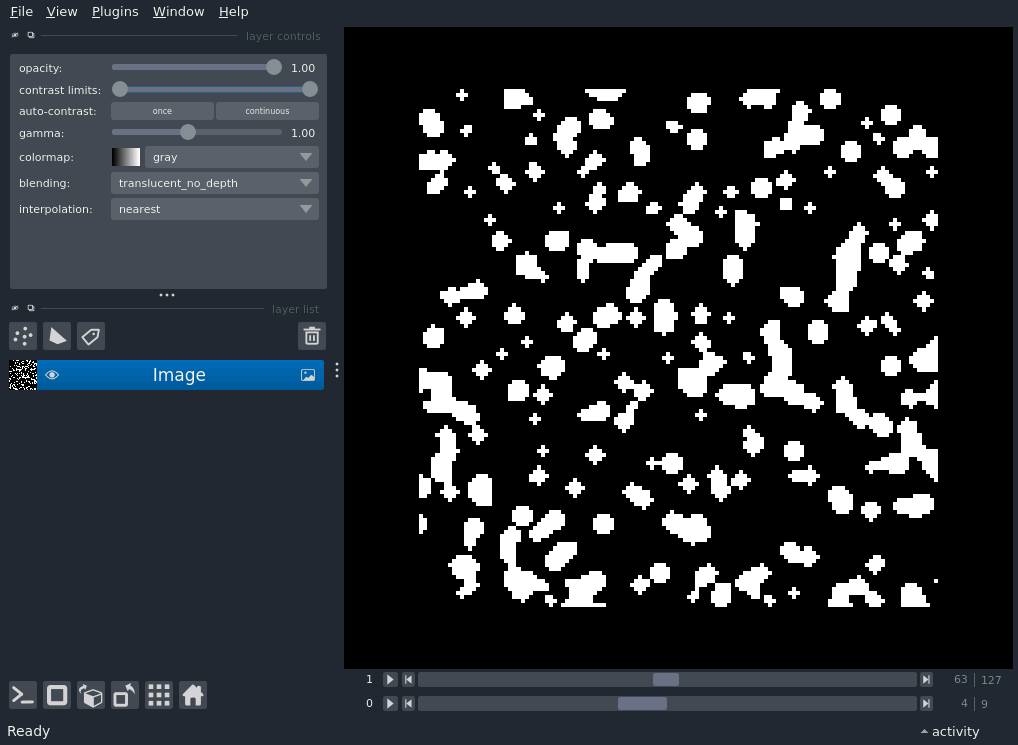 File View Plugins Window Help
layer controls
opacity: 1.00
contrast limits:
auto-contrast: once continuous
gamma: 1.00
colormap: gray
blending: translucent_no_depth
interpolation: nearest
layer list
Image
1 63 127
0 4 9
Ready activity